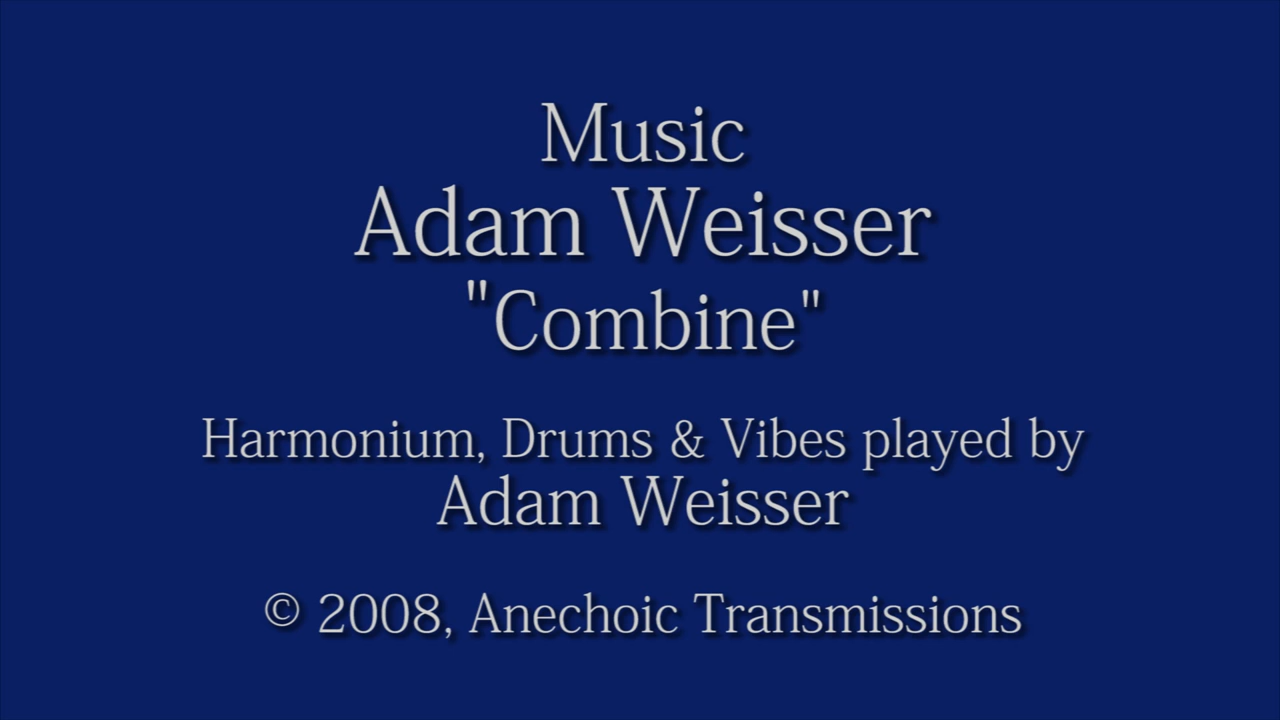 Music
Adam Weisser
"Combine"
Harmonium, Drums & Vibes played by
Adam Weisser
© 2008, Anechoic Transmissions